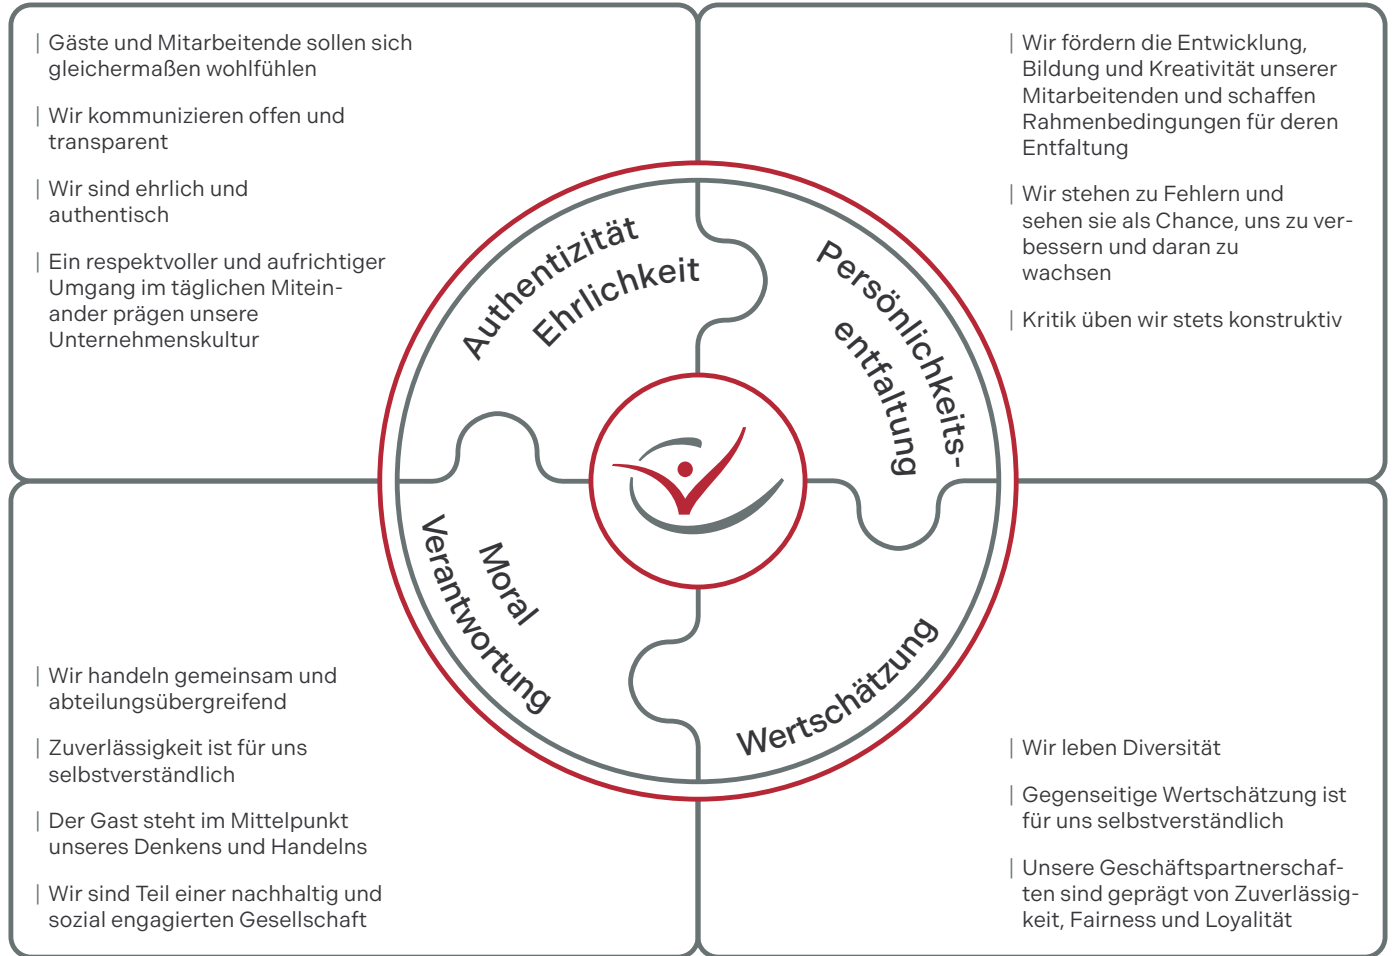 | Gäste und Mitarbeitende sollen sich
gleichermaßen wohlfühlen
| Wir kommunizieren offen und
transparent
| Wir sind ehrlich und
authentisch
| Ein respektvoller und aufrichtiger
Umgang im täglichen Mitein-
ander prägen unsere
Unternehmenskultur
| Wir fördern die Entwicklung,
Bildung und Kreativität unserer
Mitarbeitenden und schaffen
Rahmenbedingungen für deren
Entfaltung
| Wir stehen zu Fehlern und
sehen sie als Chance, uns zu ver-
bessern und daran zu
wachsen
| Kritik üben wir stets konstruktiv
Authentizität
Ehrlichkeit
Persönlichkeits-
entfaltung
Moral
Verantwortung
Wertschätzung
| Wir handeln gemeinsam und
abteilungsübergreifend
| Zuverlässigkeit ist für uns
selbstverständlich
| Der Gast steht im Mittelpunkt
unseres Denkens und Handelns
| Wir sind Teil einer nachhaltig und
sozial engagierten Gesellschaft
| Wir leben Diversität
| Gegenseitige Wertschätzung ist
für uns selbstverständlich
| Unsere Geschäftspartnerschaf-
ten sind geprägt von Zuverlässig-
keit, Fairness und Loyalität